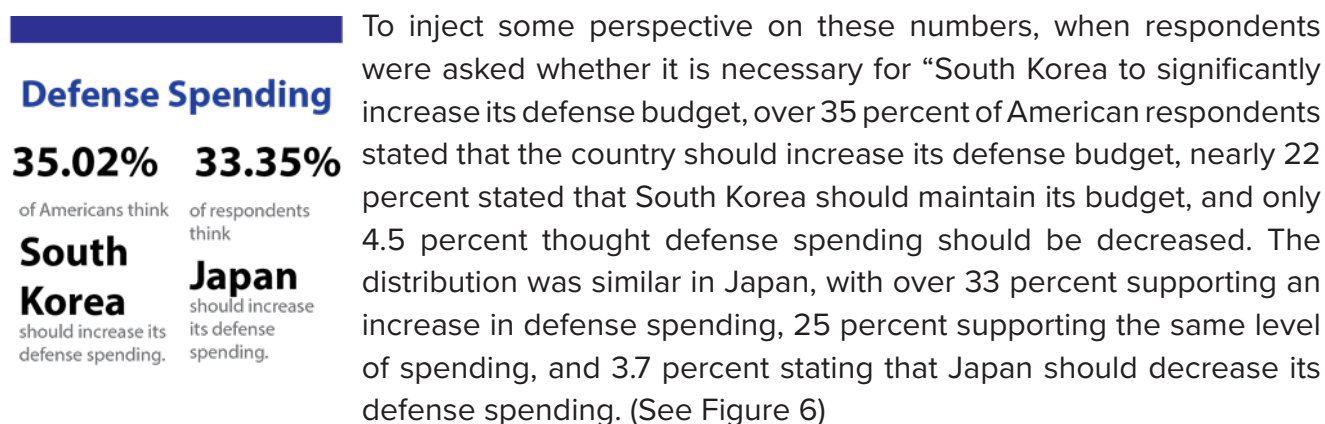 Defense Spending
35.02%
of Americans think
South
Korea
should increase its
defense spending.
33.35%
of respondents
think
Japan
should increase
its defense
spending.
To inject some perspective on these numbers, when respondents
were asked whether it is necessary for “South Korea to significantly
increase its defense budget, over 35 percent of American respondents
stated that the country should increase its defense budget, nearly 22
percent stated that South Korea should maintain its budget, and only
4.5 percent thought defense spending should be decreased. The
distribution was similar in Japan, with over 33 percent supporting an
increase in defense spending, 25 percent supporting the same level
of spending, and 3.7 percent stating that Japan should decrease its
defense spending. (See Figure 6)